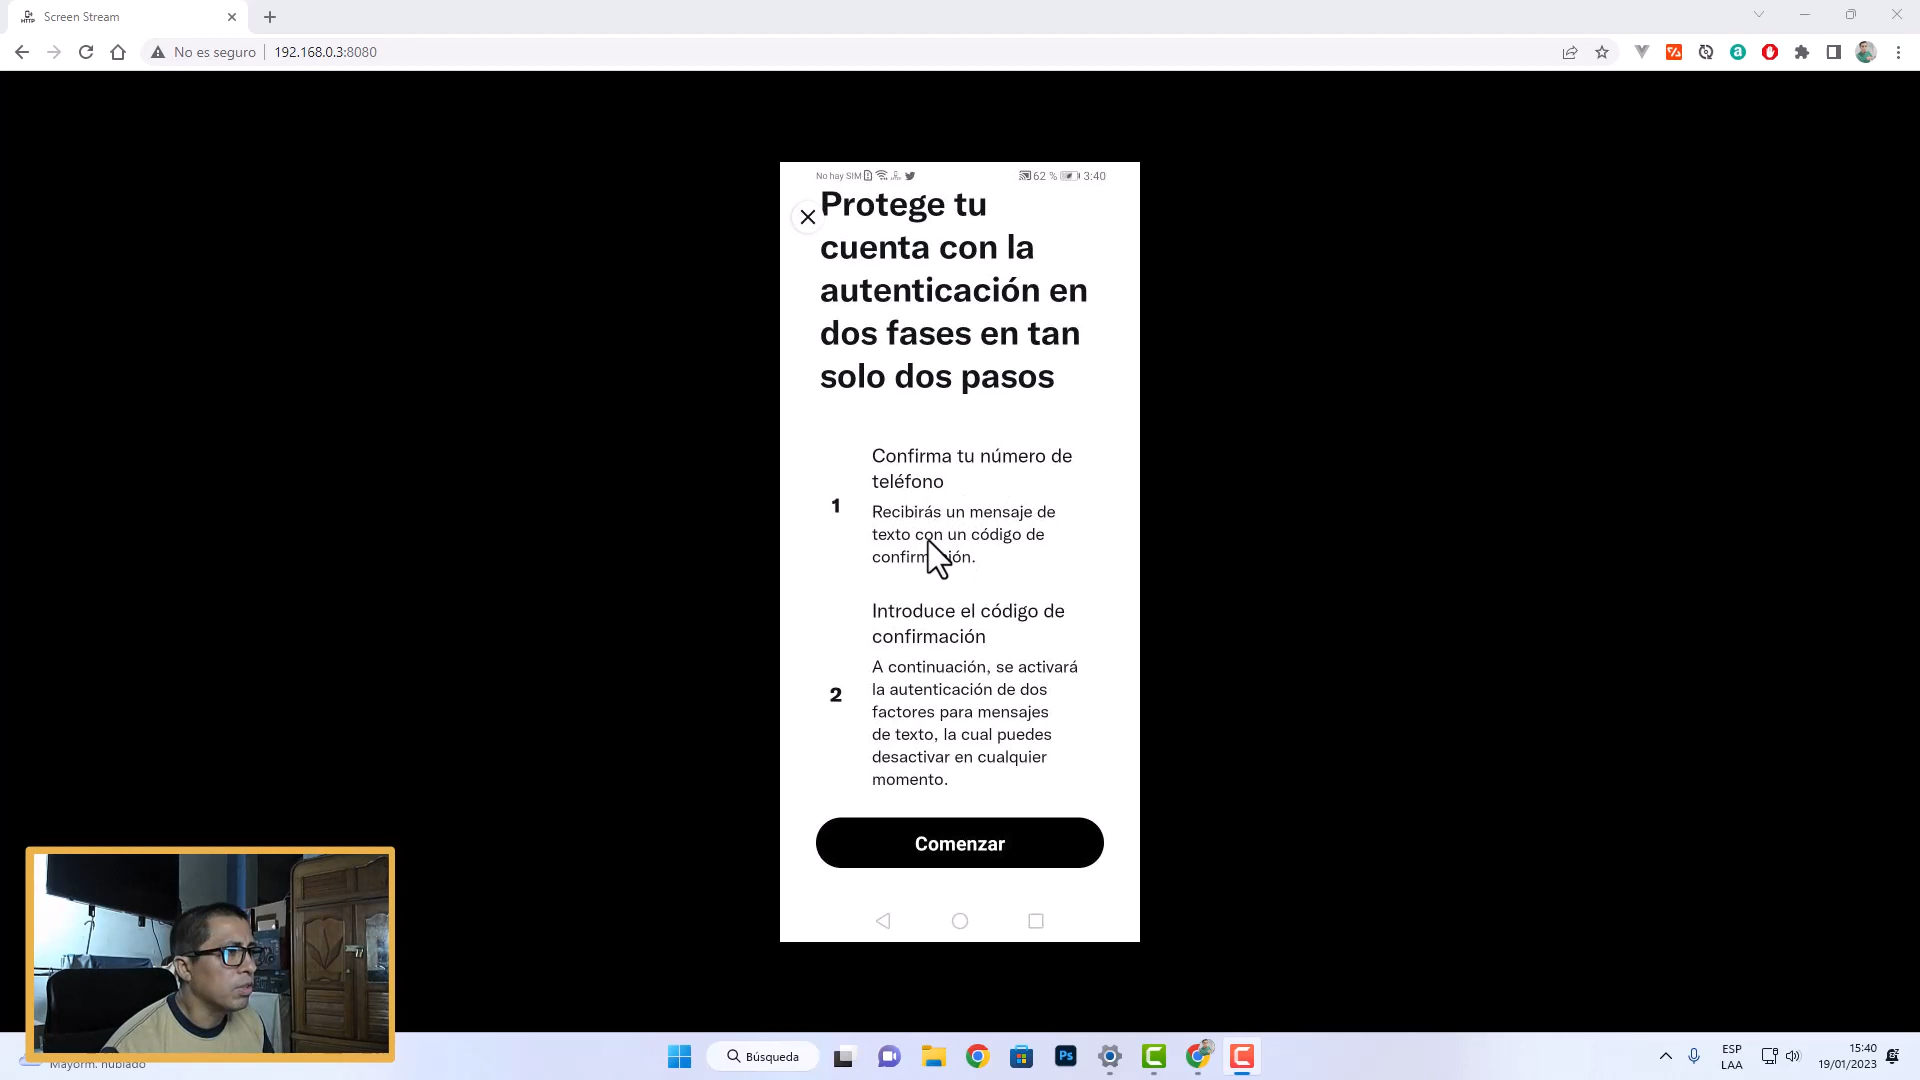 Screen Stream
No es seguro
192.168.0.3:8080
No hay SIM
62 %
3:40
Protege tu
cuenta con la
autenticación en
dos fases en tan
solo dos pasos
1
Confirma tu número de
teléfono
Recibirás un mensaje de
texto con un código de
2
Introduce el código de
confirmación
A continuación, se activará
la autenticación de dos
factores para mensajes
de texto, la cual puedes
desactivar en cualquier
momento.
Comenzar
Mayorm. nublado
Búsqueda
Ps
ESP
LAA
15:40
19/01/2023